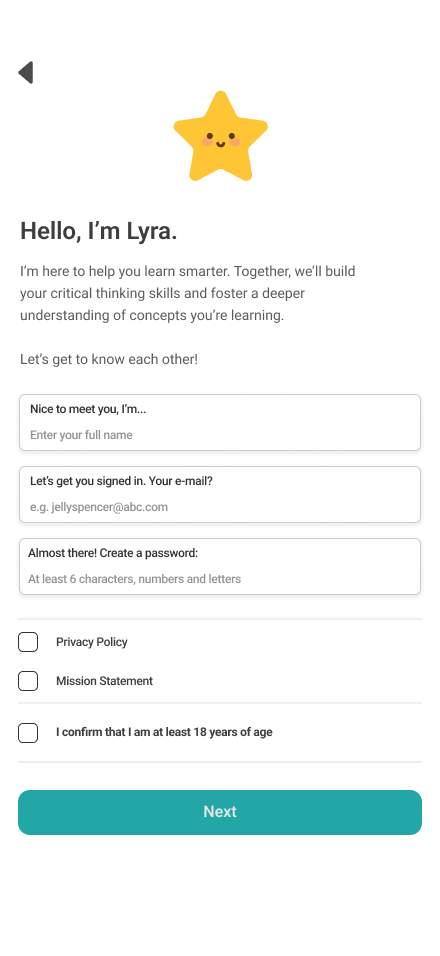 Hello, I’m Lyra.
I’m here to help you learn smarter. Together, we’ll build
your critical thinking skills and foster a deeper
understanding of concepts you’re learning.
Let’s get to know each other!
Nice to meet you, I’m...
Enter your full name
Let’s get you signed in. Your e-mail?
e.g. jellyspencer@abc.com
Almost there! Create a password:
At least 6 characters, numbers and letters
Privacy Policy
Mission Statement
I confirm that I am at least 18 years of age
Next